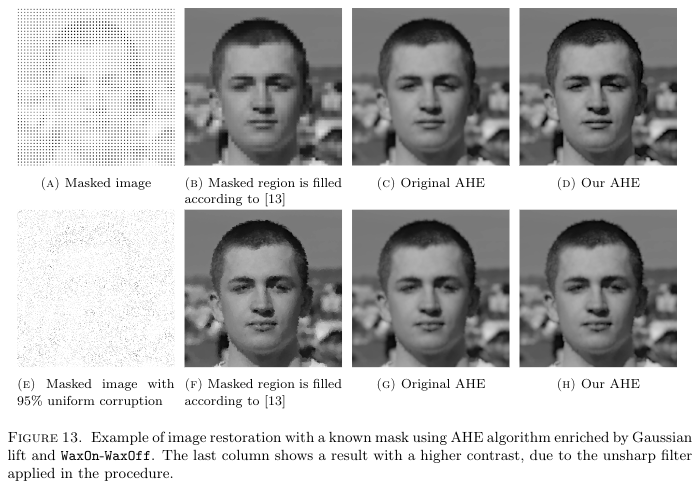 (A) Masked image
(B) Masked region is filled
according to [13]
(C) Original AHE
(D) Our AHE
(E) Masked image with
95% uniform corruption
(F) Masked region is filled
according to [13]
(G) Original AHE
(H) Our AHE
FIGURE 13. Example of image restoration with a known mask using AHE algorithm enriched by Gaussian
lift and WaxOn-WaxOff. The last column shows a result with a higher contrast, due to the unsharp filter
applied in the procedure.